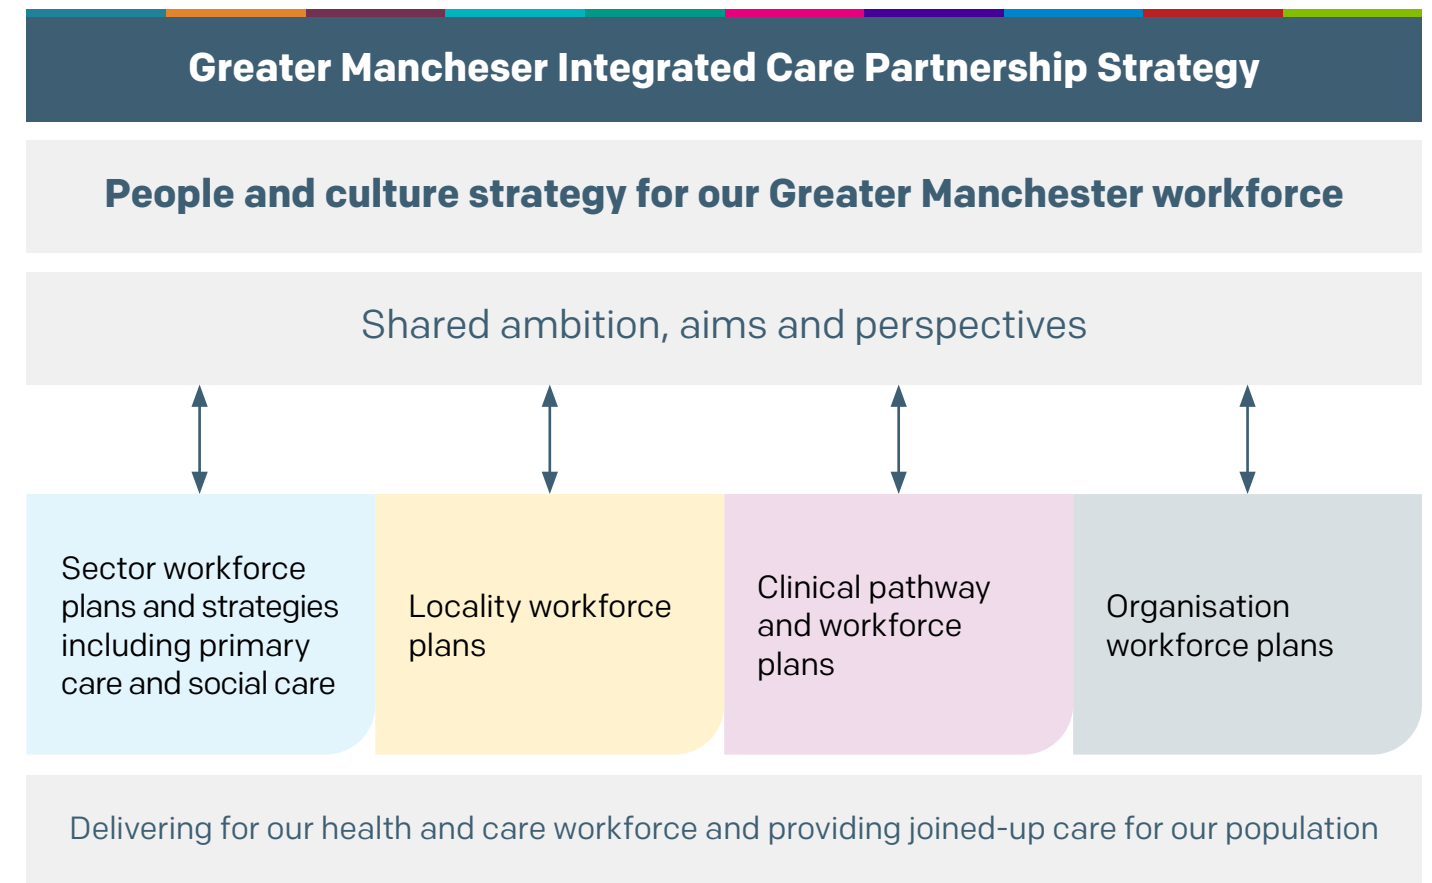 Greater Mancheser Integrated Care Partnership Strategy
People and culture strategy for our Greater Manchester workforce
Shared ambition, aims and perspectives
Sector workforce
plans and strategies
including primary
care and social care
Locality workforce
plans
Clinical pathway
and workforce
plans
Organisation
workforce plans
Delivering for our health and care workforce and providing joined-up care for our population